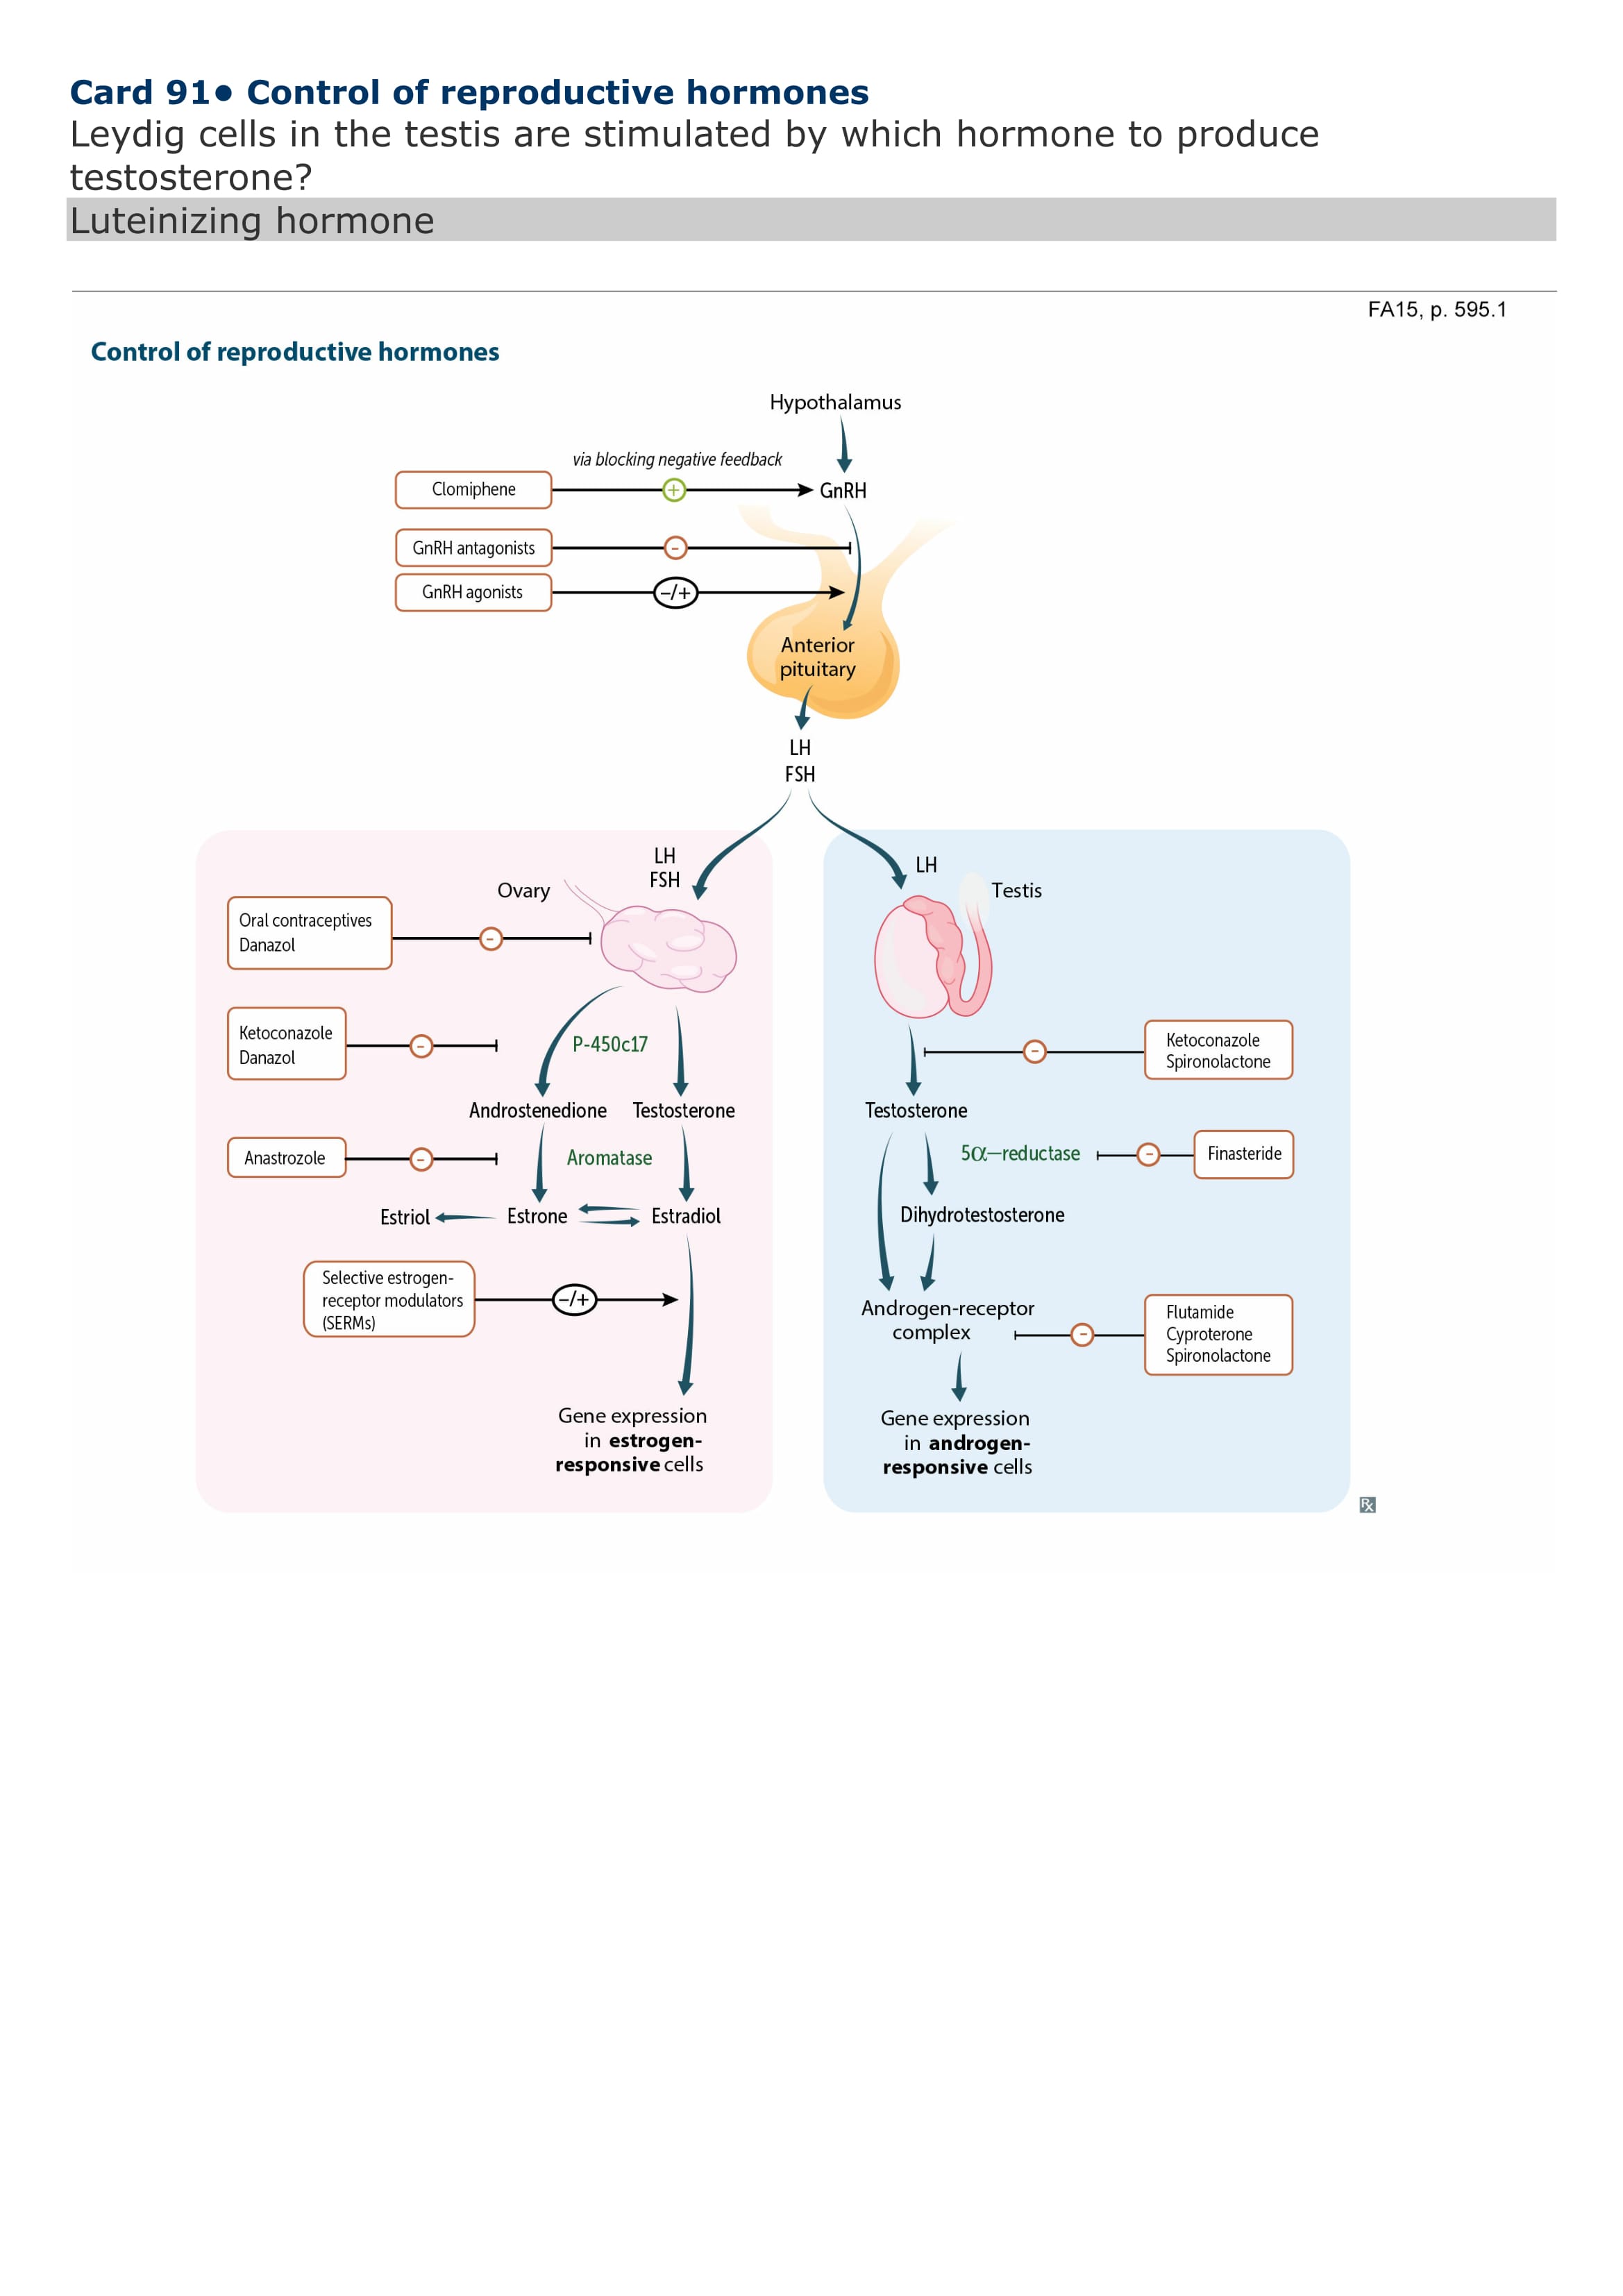 Card 91● Control of reproductive hormones
Leydig cells in the testis are stimulated by which hormone to produce
testosterone?
Luteinizing hormone
FA15, p. 595.1
Control of reproductive hormones
Hypothalamus
via blocking negative feedback
Clomiphene
+
GnRH
GnRH antagonists
-
GnRH agonists
−/+
Anterior
pituitary
LH
FSH
LH
FSH
Ovary
Oral contraceptives
Danazol
-
Ketoconazole
Danazol
-
P-450c17
Androstenedione
Testosterone
Anastrozole
-
Aromatase
Estriol
Estrone
Estradiol
Selective estrogen-
receptor modulators
(SERMs)
−/+
Gene expression
in estrogen-
responsive cells
LH
Testis
-
Ketoconazole
Spironolactone
Testosterone
5α−reductase
-
Finasteride
Dihydrotestosterone
Androgen-receptor
complex
-
Flutamide
Cyproterone
Spironolactone
Gene expression
in androgen-
responsive cells
Rx